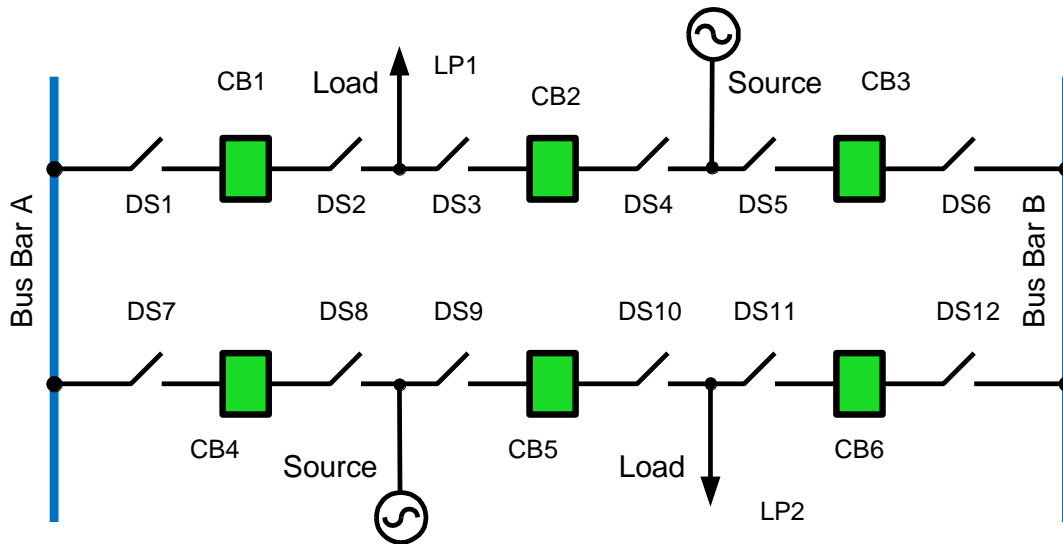 CB1
Load
LP1
CB2
Source
CB3
DS1
DS2
DS3
DS4
DS5
DS6
Bus Bar A
Bus Bar B
DS7
DS8
DS9
DS10
DS11
DS12
CB4
Source
CB5
Load
CB6
LP2